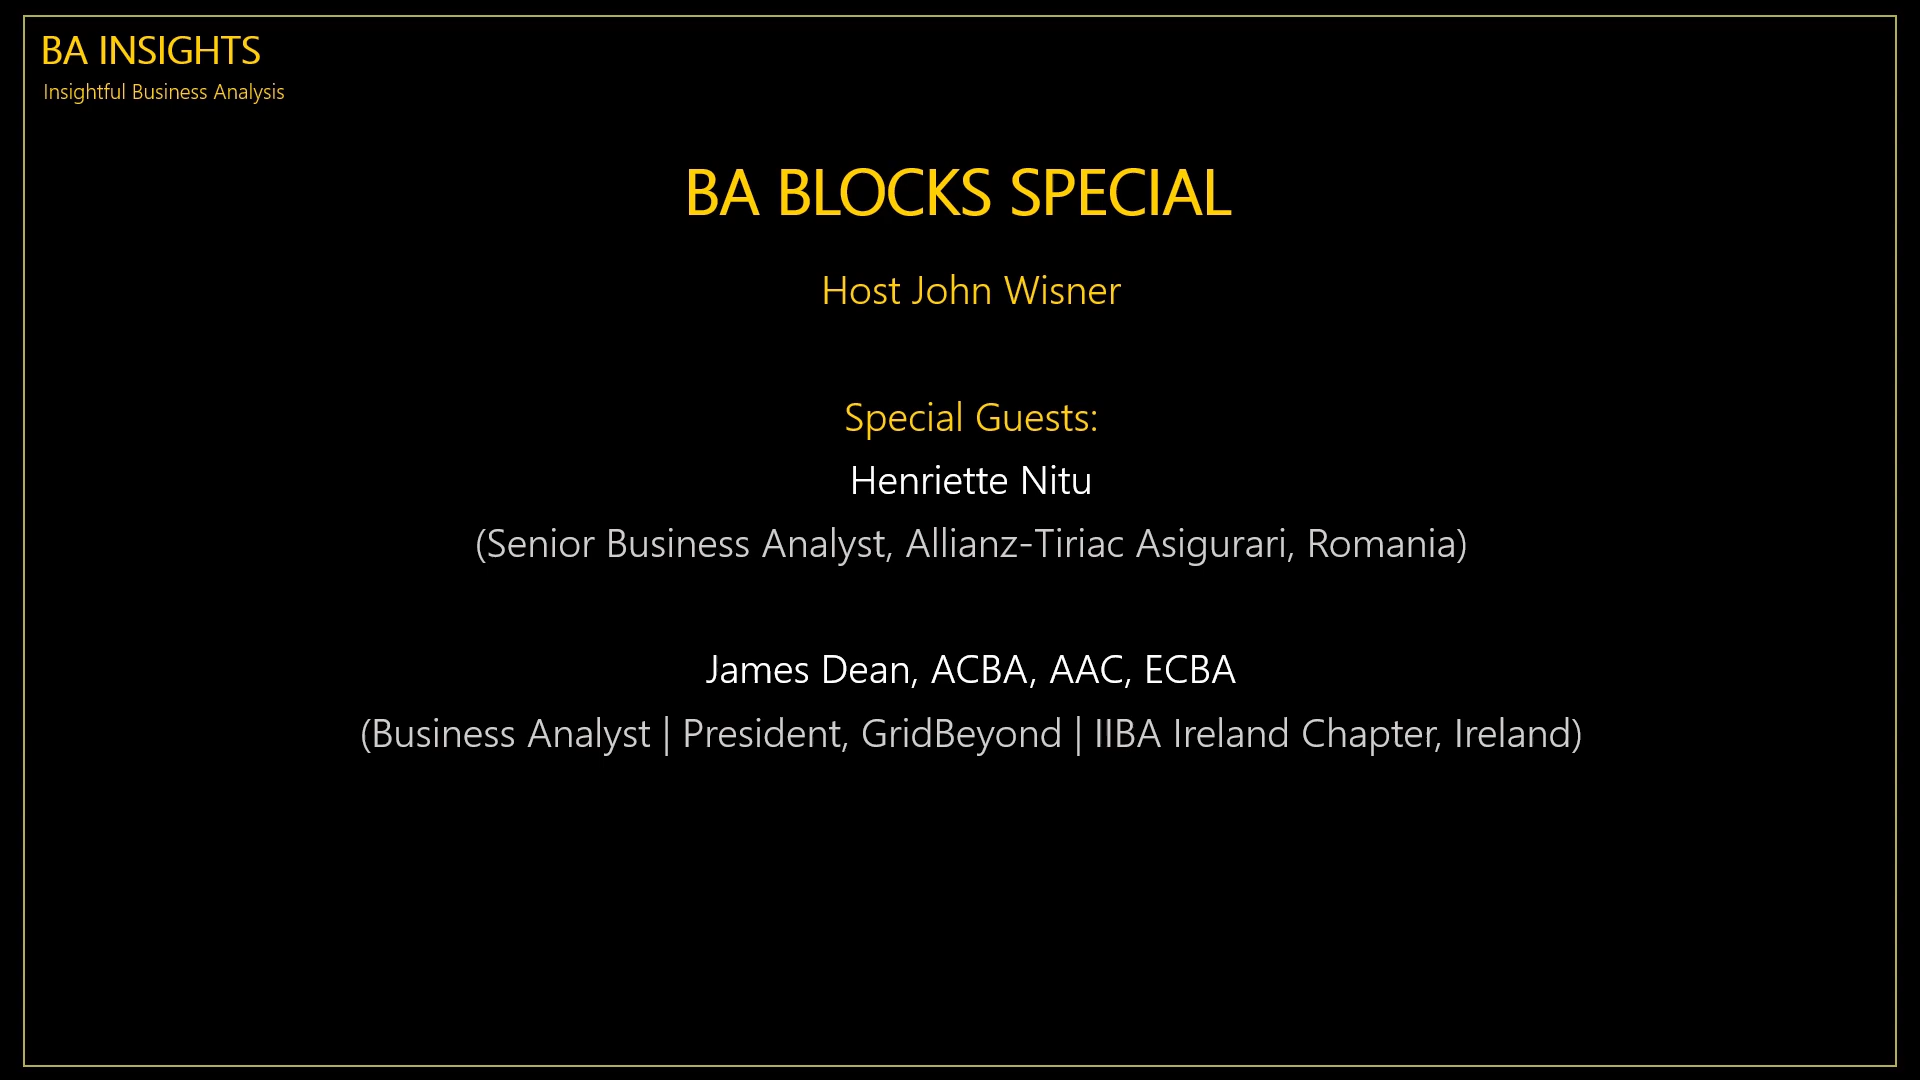 BA INSIGHTS
Insightful Business Analysis
BA BLOCKS SPECIAL
Host John Wisner
Special Guests:
Henriette Nitu
(Senior Business Analyst, Allianz-Tiriac Asigurari, Romania)
James Dean, ACBA, AAC, ECBA
(Business Analyst | President, GridBeyond | IIBA Ireland Chapter, Ireland)